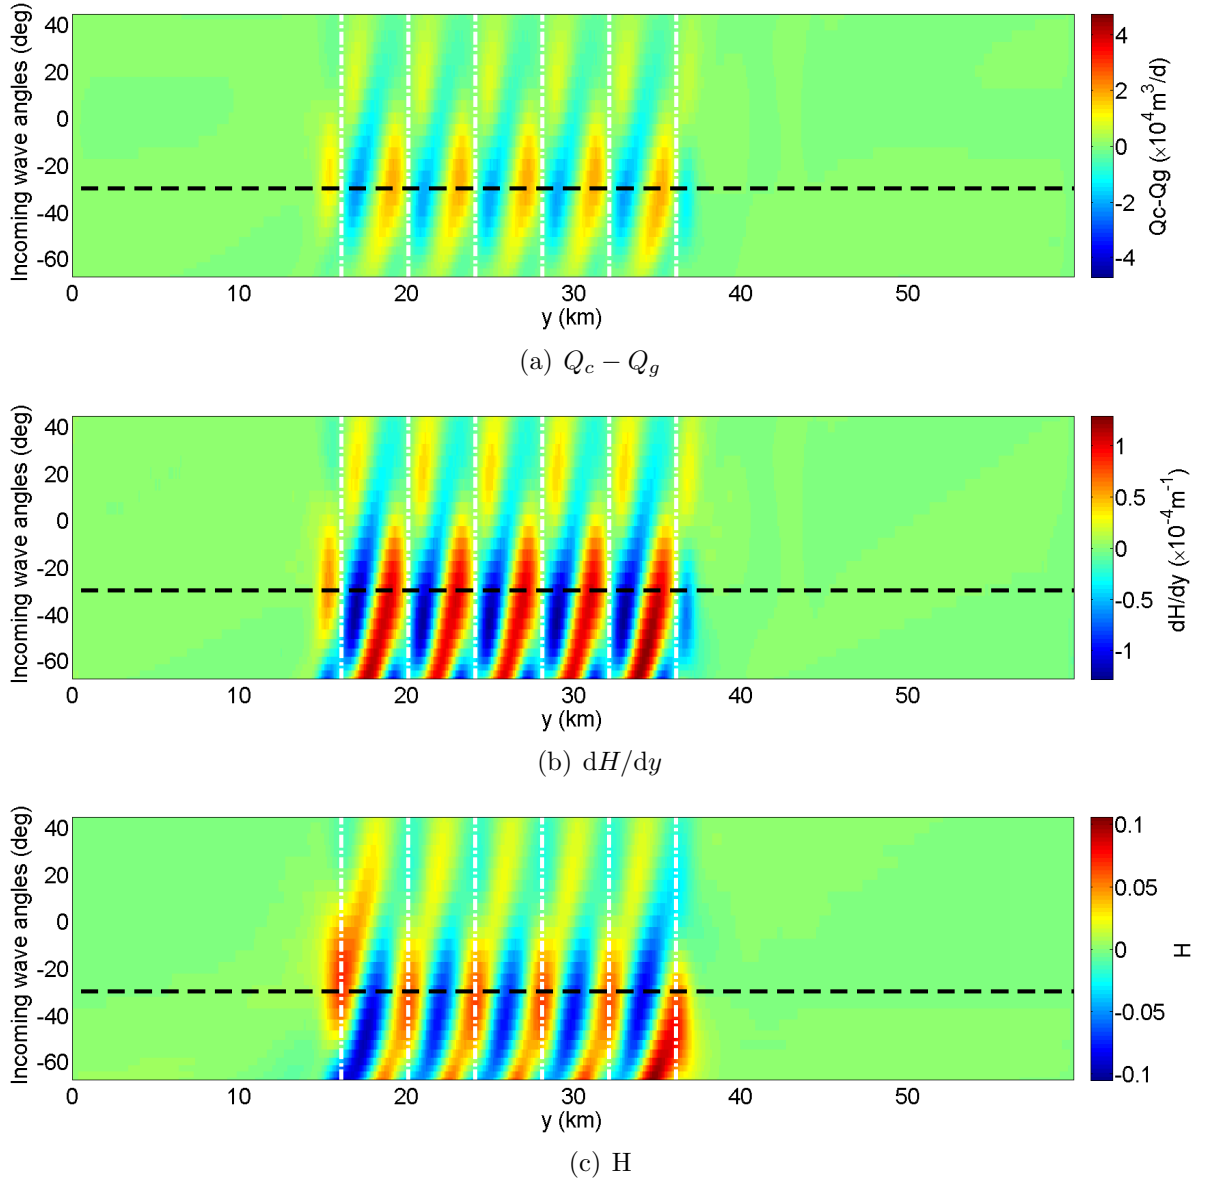 Incoming wave angles (deg)
40
20
0
-20
-40
-60
0 10 20 30 40 50
y (km)
4
2
0
-2
-4
Qc-Qg (×10⁴m³/d)
(a) Q_c − Q_g
Incoming wave angles (deg)
40
20
0
-20
-40
-60
0 10 20 30 40 50
y (km)
1
0.5
0
-0.5
-1
dH/dy (×10⁻⁴m⁻¹)
(b) dH/dy
Incoming wave angles (deg)
40
20
0
-20
-40
-60
0 10 20 30 40 50
y (km)
0.1
0.05
0
-0.05
-0.1
H
(c) H